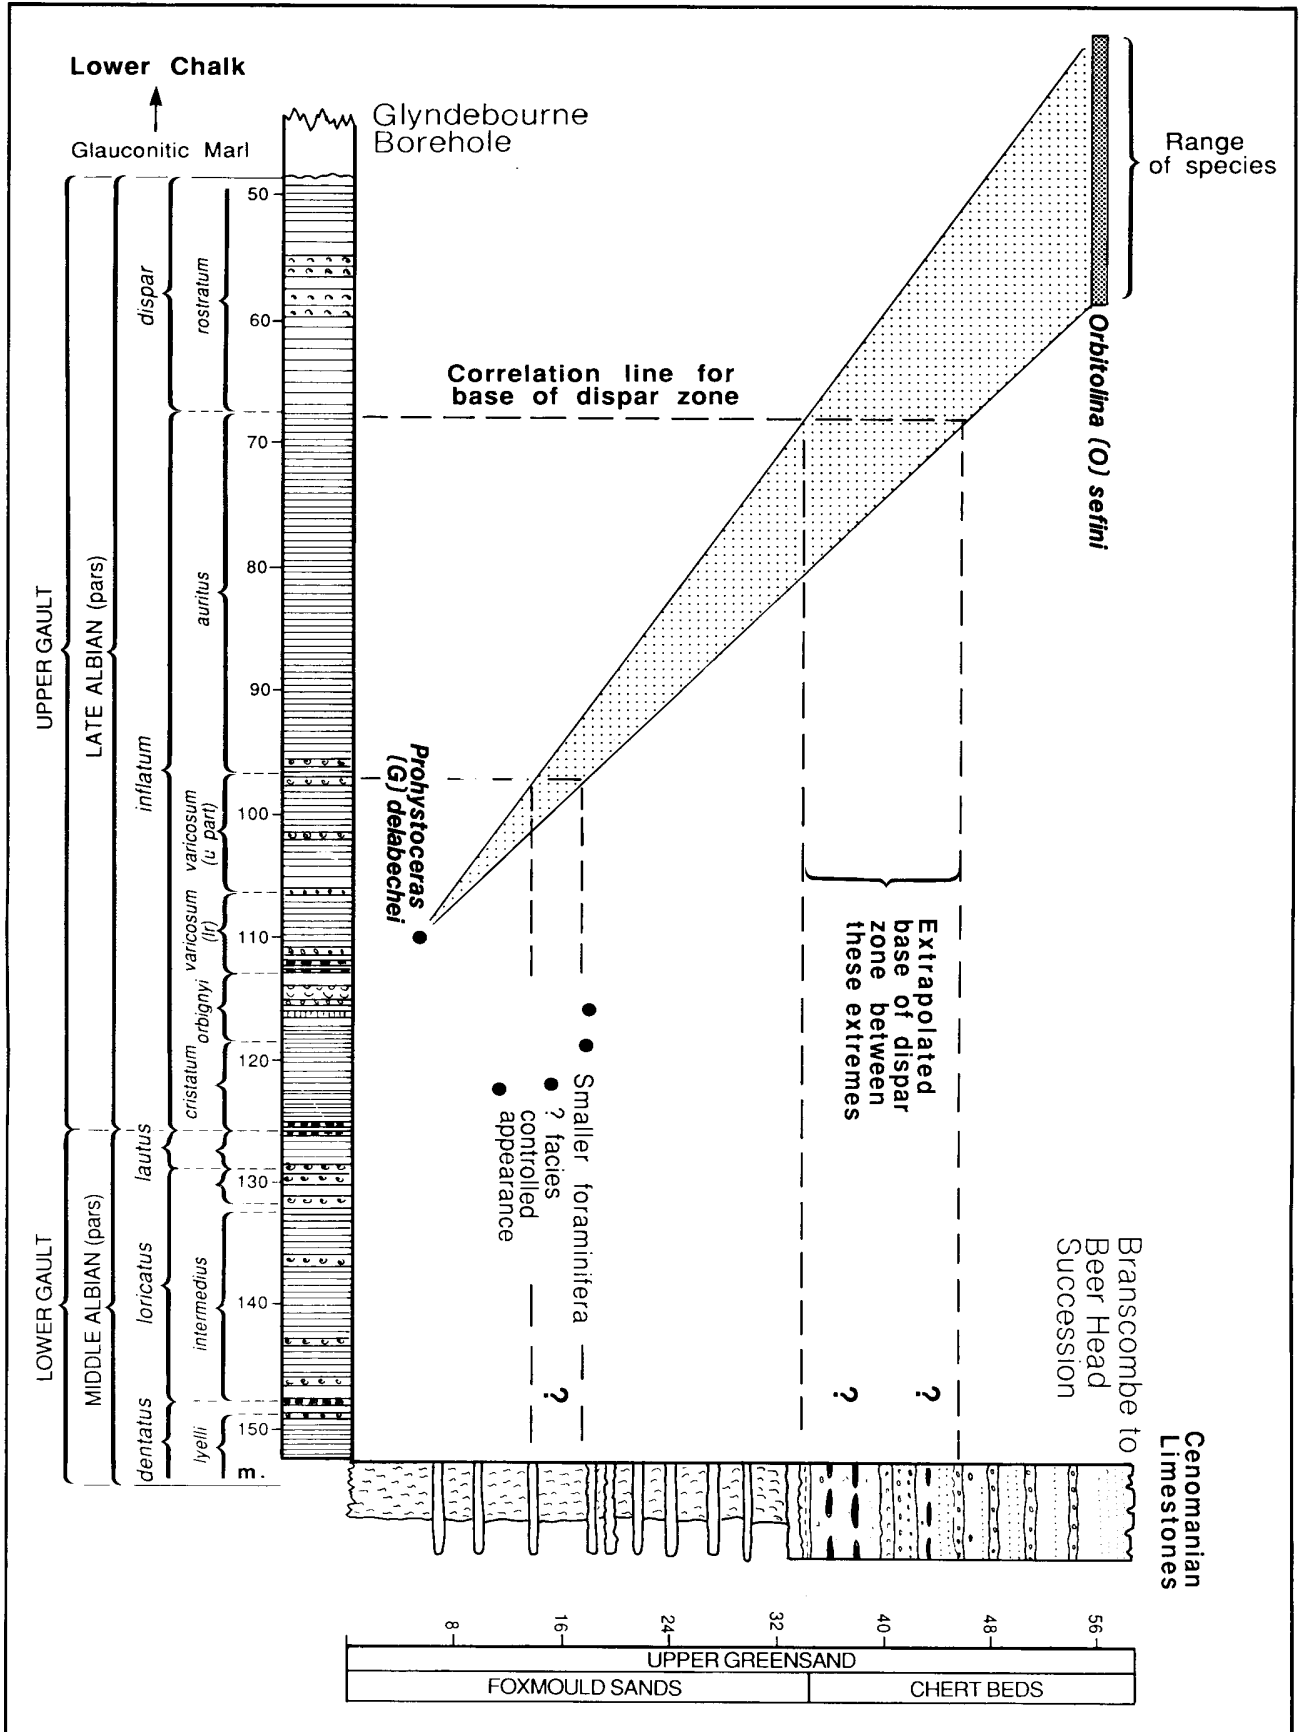 Lower Chalk
Glauconitic Marl
Glyndebourne
Borehole
Range
of species
Orbitolina (O) sefini
Correlation line for
base of dispar zone
50
60
70
80
90
100
110
120
130
140
150
m.
UPPER GAULT
LOWER GAULT
LATE ALBIAN (pars)
MIDDLE ALBIAN (pars)
dispar
inflatum
lautus
loricatus
dentatus
rostratum
auritus
varicosum
(u part)
varicosum
(lr)
orbignyi
cristatum
intermedius
lyelli
Prohystoceras
(G) delabechei
Smaller foraminifera
? facies
controlled
appearance
Extrapolated
base of dispar
zone between
these extremes
?
?
?
Branscombe to
Beer Head
Succession
Cenomanian
Limestones
8
16
24
32
40
48
56
UPPER GREENSAND
FOXMOULD SANDS
CHERT BEDS